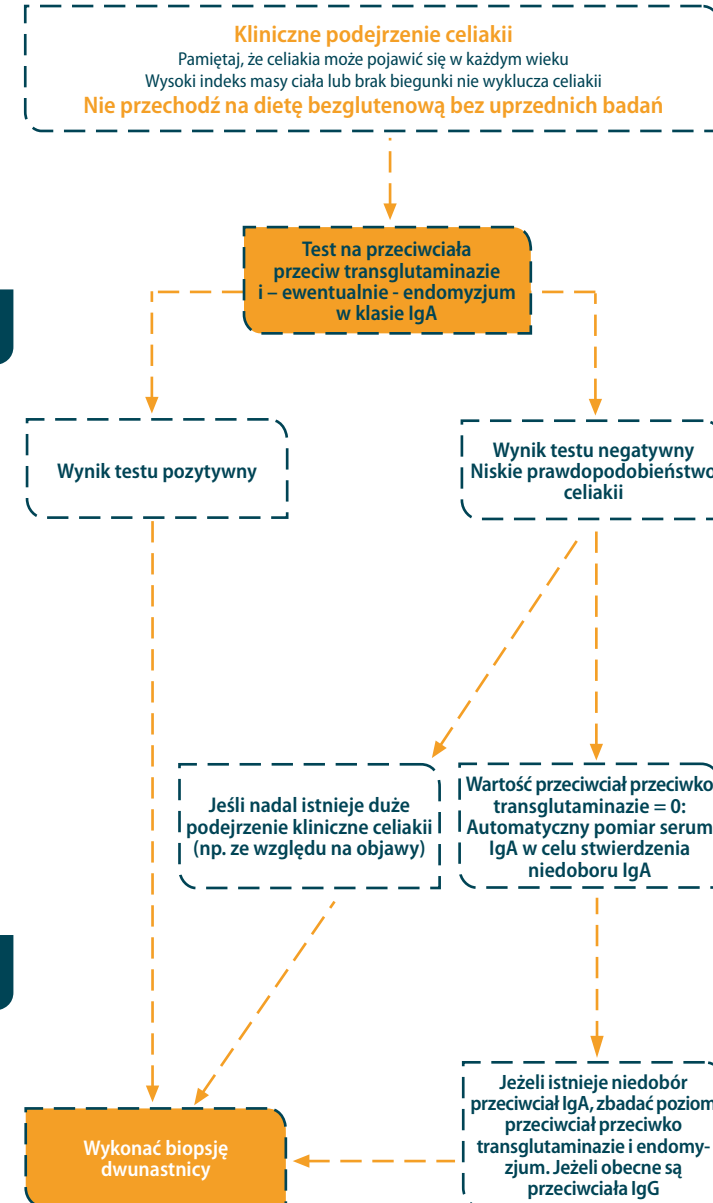 Kliniczne podejrzenie celiakii
Pamiętaj, że celiakia może pojawić się w każdym wieku
Wysoki indeks masy ciała lub brak biegunki nie wyklucza celiakii
Nie przechodź na dietę bezglutenową bez uprzednich badań
Test na przeciwciała
przeciw transglutaminazie
i – ewentualnie - endomyzjum
w klasie IgA
Wynik testu pozytywny
Wynik testu negatywny
Niskie prawdopodobieństwo
celiakii
Jeśli nadal istnieje duże
podejrzenie kliniczne celiakii
(np. ze względu na objawy)
Wartość przeciwciał przeciwko
transglutaminazie = 0:
Automatyczny pomiar serum
IgA w celu stwierdzenia
niedoboru IgA
Wykonać biopsję
dwunastnicy
Jeżeli istnieje niedobór
przeciwciał IgA, zbadać poziom
przeciwciał przeciwko
transglutaminazie i endomy-
zjum. Jeżeli obecne są
przeciwciała IgG